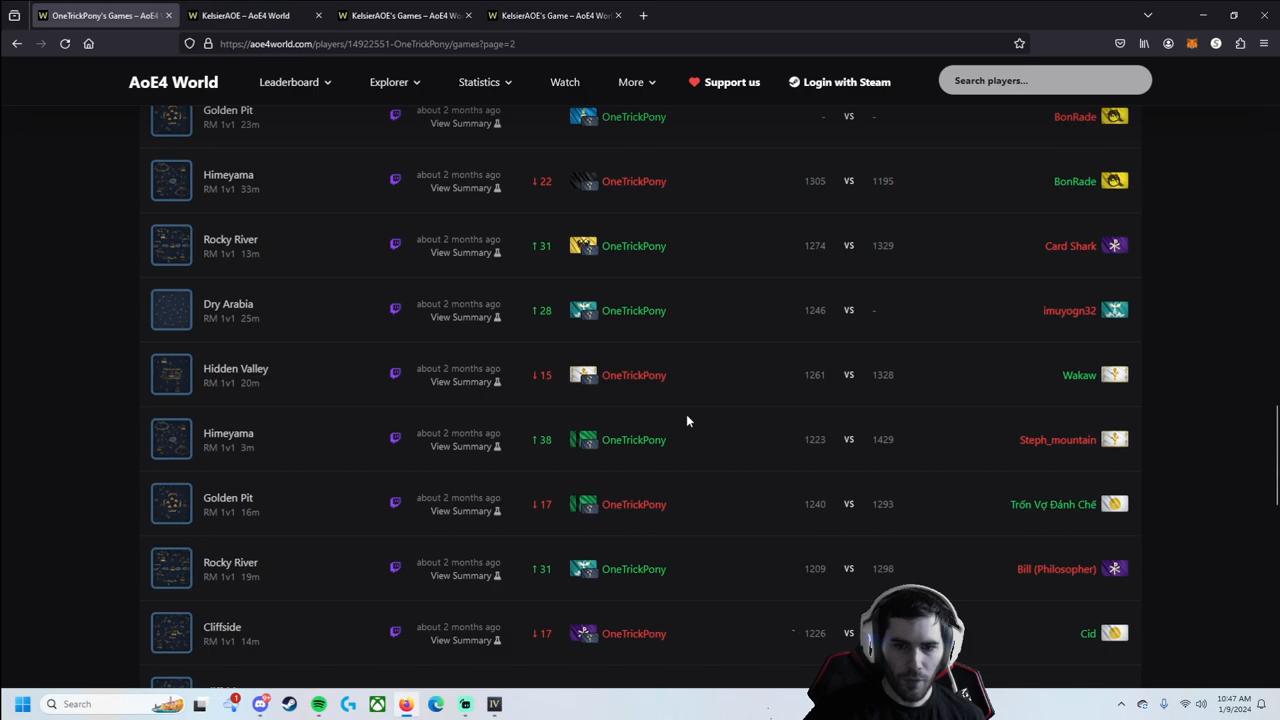 OneTrickPony's Games – AoE4
KelsierAOE – AoE4 World
KelsierAOE's Games – AoE4 Wo
KelsierAOE's Game – AoE4 Wor
https://aoe4world.com/players/14922551-OneTrickPony/games?page=2
AoE4 World
Leaderboard
Explorer
Statistics
Watch
More
Support us
Login with Steam
Search players...
Golden Pit about 2 months ago OneTrickPony - VS - BonRade
RM 1v1 23m View Summary
Himeyama about 2 months ago ↓ 22 OneTrickPony 1305 VS 1195 BonRade
RM 1v1 33m View Summary
Rocky River about 2 months ago ↑ 31 OneTrickPony 1274 VS 1329 Card Shark
RM 1v1 13m View Summary
Dry Arabia about 2 months ago ↑ 28 OneTrickPony 1246 VS - imuyogn32
RM 1v1 25m View Summary
Hidden Valley about 2 months ago ↓ 15 OneTrickPony 1261 VS 1328 Wakaw
RM 1v1 20m View Summary
Himeyama about 2 months ago ↑ 38 OneTrickPony 1223 VS 1429 Steph_mountain
RM 1v1 3m View Summary
Golden Pit about 2 months ago ↓ 17 OneTrickPony 1240 VS 1293 Trốn Vợ Đánh Chế
RM 1v1 16m View Summary
Rocky River about 2 months ago ↑ 31 OneTrickPony 1209 VS 1298 Bill (Philosopher)
RM 1v1 19m View Summary
Cliffside about 2 months ago ↓ 17 OneTrickPony 1226 VS Cid
RM 1v1 14m View Summary
Search
10:47 AM
1/9/2024